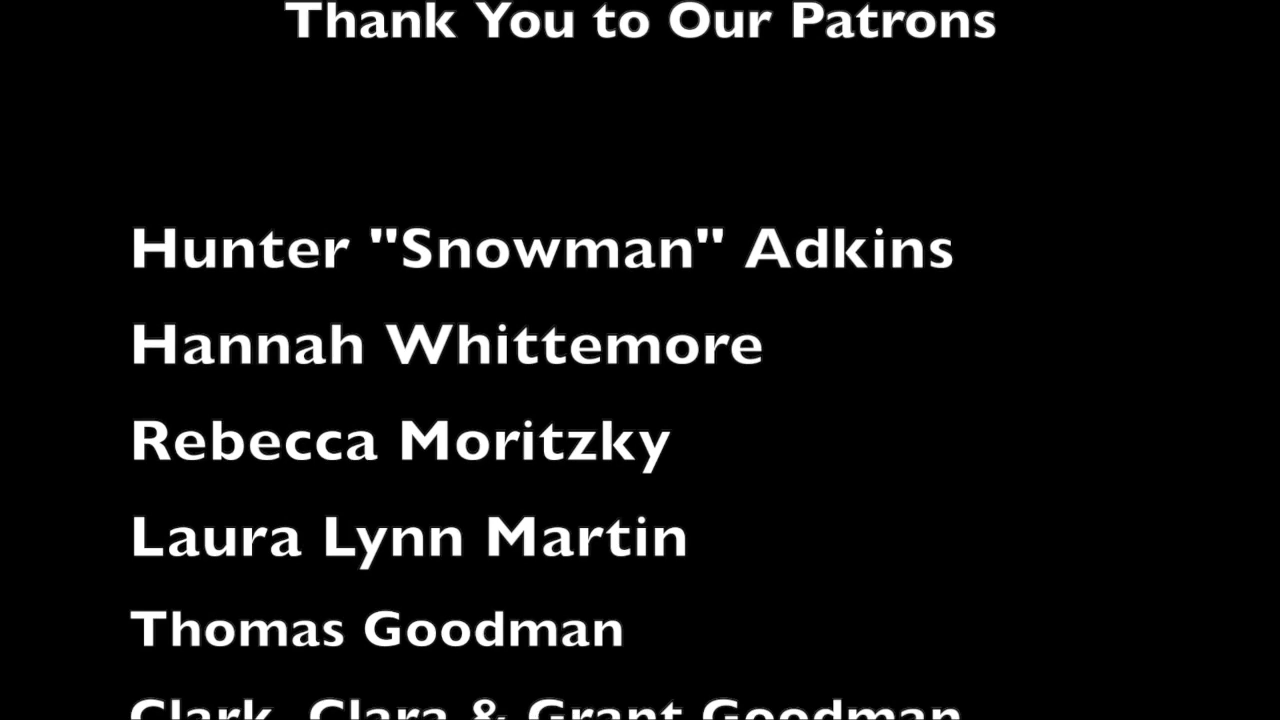 Thank You to Our Patrons
Hunter "Snowman" Adkins
Hannah Whittemore
Rebecca Moritzky
Laura Lynn Martin
Thomas Goodman
Clark, Clara & Grant Goodman